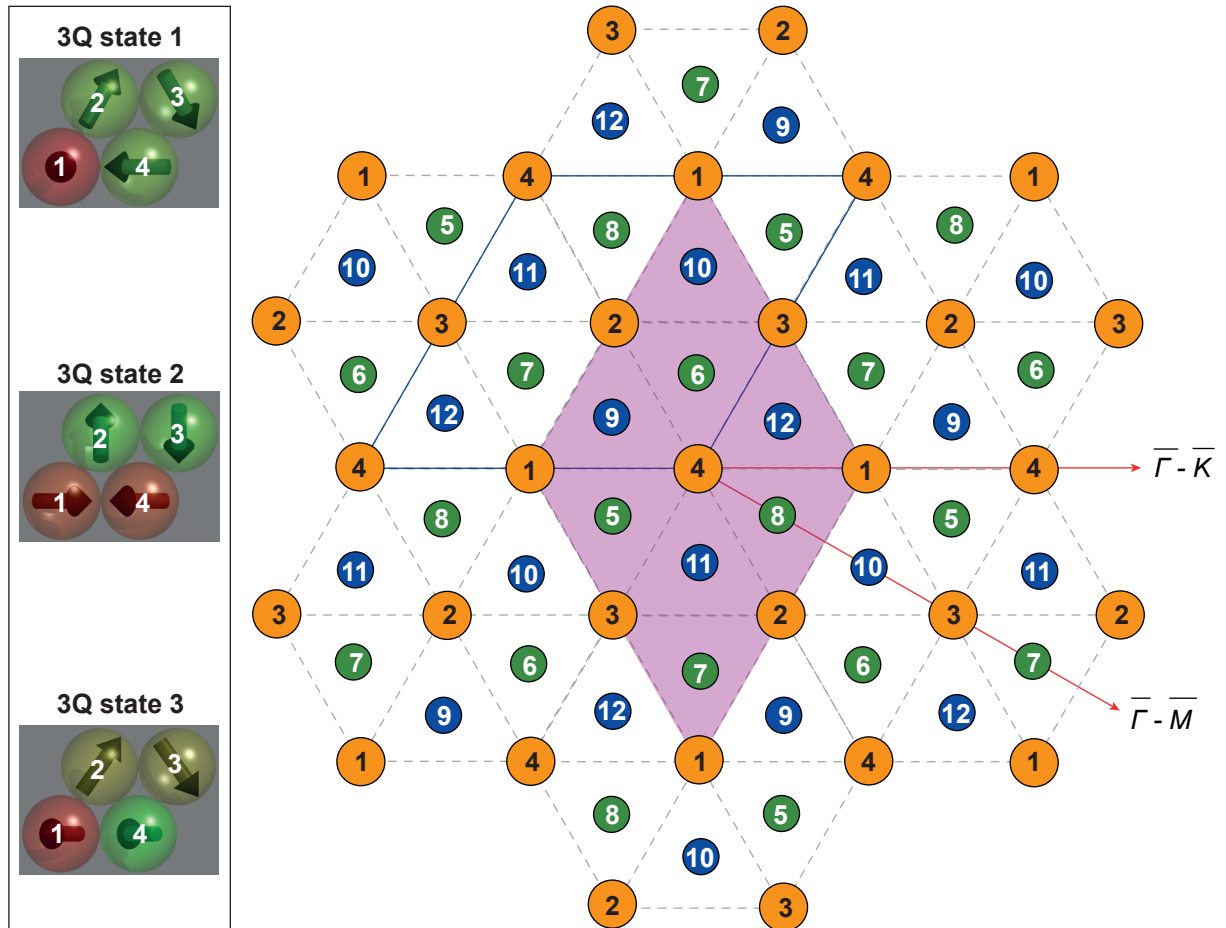 3Q state 1
2 3
1 4
3Q state 2
2 3
1 4
3Q state 3
2 3
1 4
3 2
7
12 9
1 4 1 4 1
5 8 5 8
10 11 10 11 10
2 3 2 3 2 3
6 7 6 7 6
12 9 12 9
4 1 4 1 4
Γ - K
8 5 8 5
11 10 11 10 11
3 2 3 2 3 2
7 6 7 6 7
9 12 9 12
Γ - M
1 4 1 4 1
8 5
10
2 3